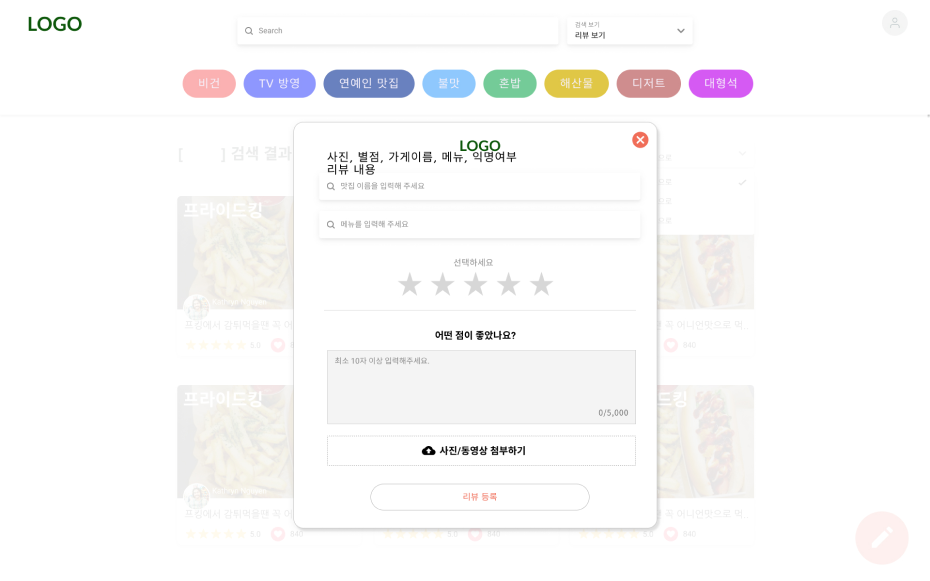 LOGO
Search
검색 보기
리뷰 보기
비건
TV 방영
연예인 맛집
불맛
혼밥
해산물
디저트
대형석
[ ] 검색 결과
LOGO
사진, 별점, 가게이름, 메뉴, 익명여부
리뷰 내용
맛집 이름을 입력해 주세요
메뉴를 입력해 주세요
선택하세요
어떤 점이 좋았나요?
최소 10자 이상 입력해주세요.
0/5,000
사진/동영상 첨부하기
리뷰 등록
프라이드킹
5.0
840
프라이드킹
5.0
840
5.0
840
5.0
840